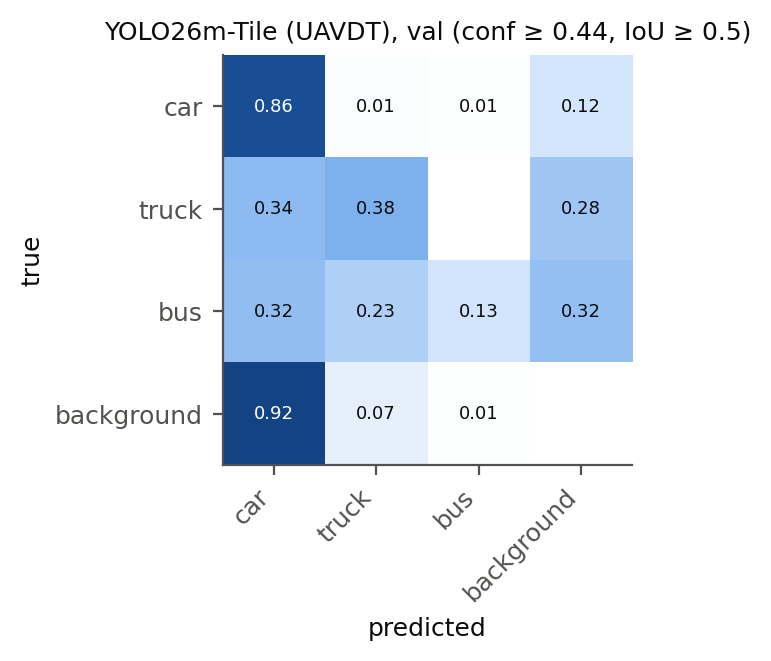 YOLO26m-Tile (UAVDT), val (conf ≥ 0.44, IoU ≥ 0.5)
true
car 0.86 0.01 0.01 0.12
truck 0.34 0.38 0.28
bus 0.32 0.23 0.13 0.32
background 0.92 0.07 0.01
car truck bus background
predicted